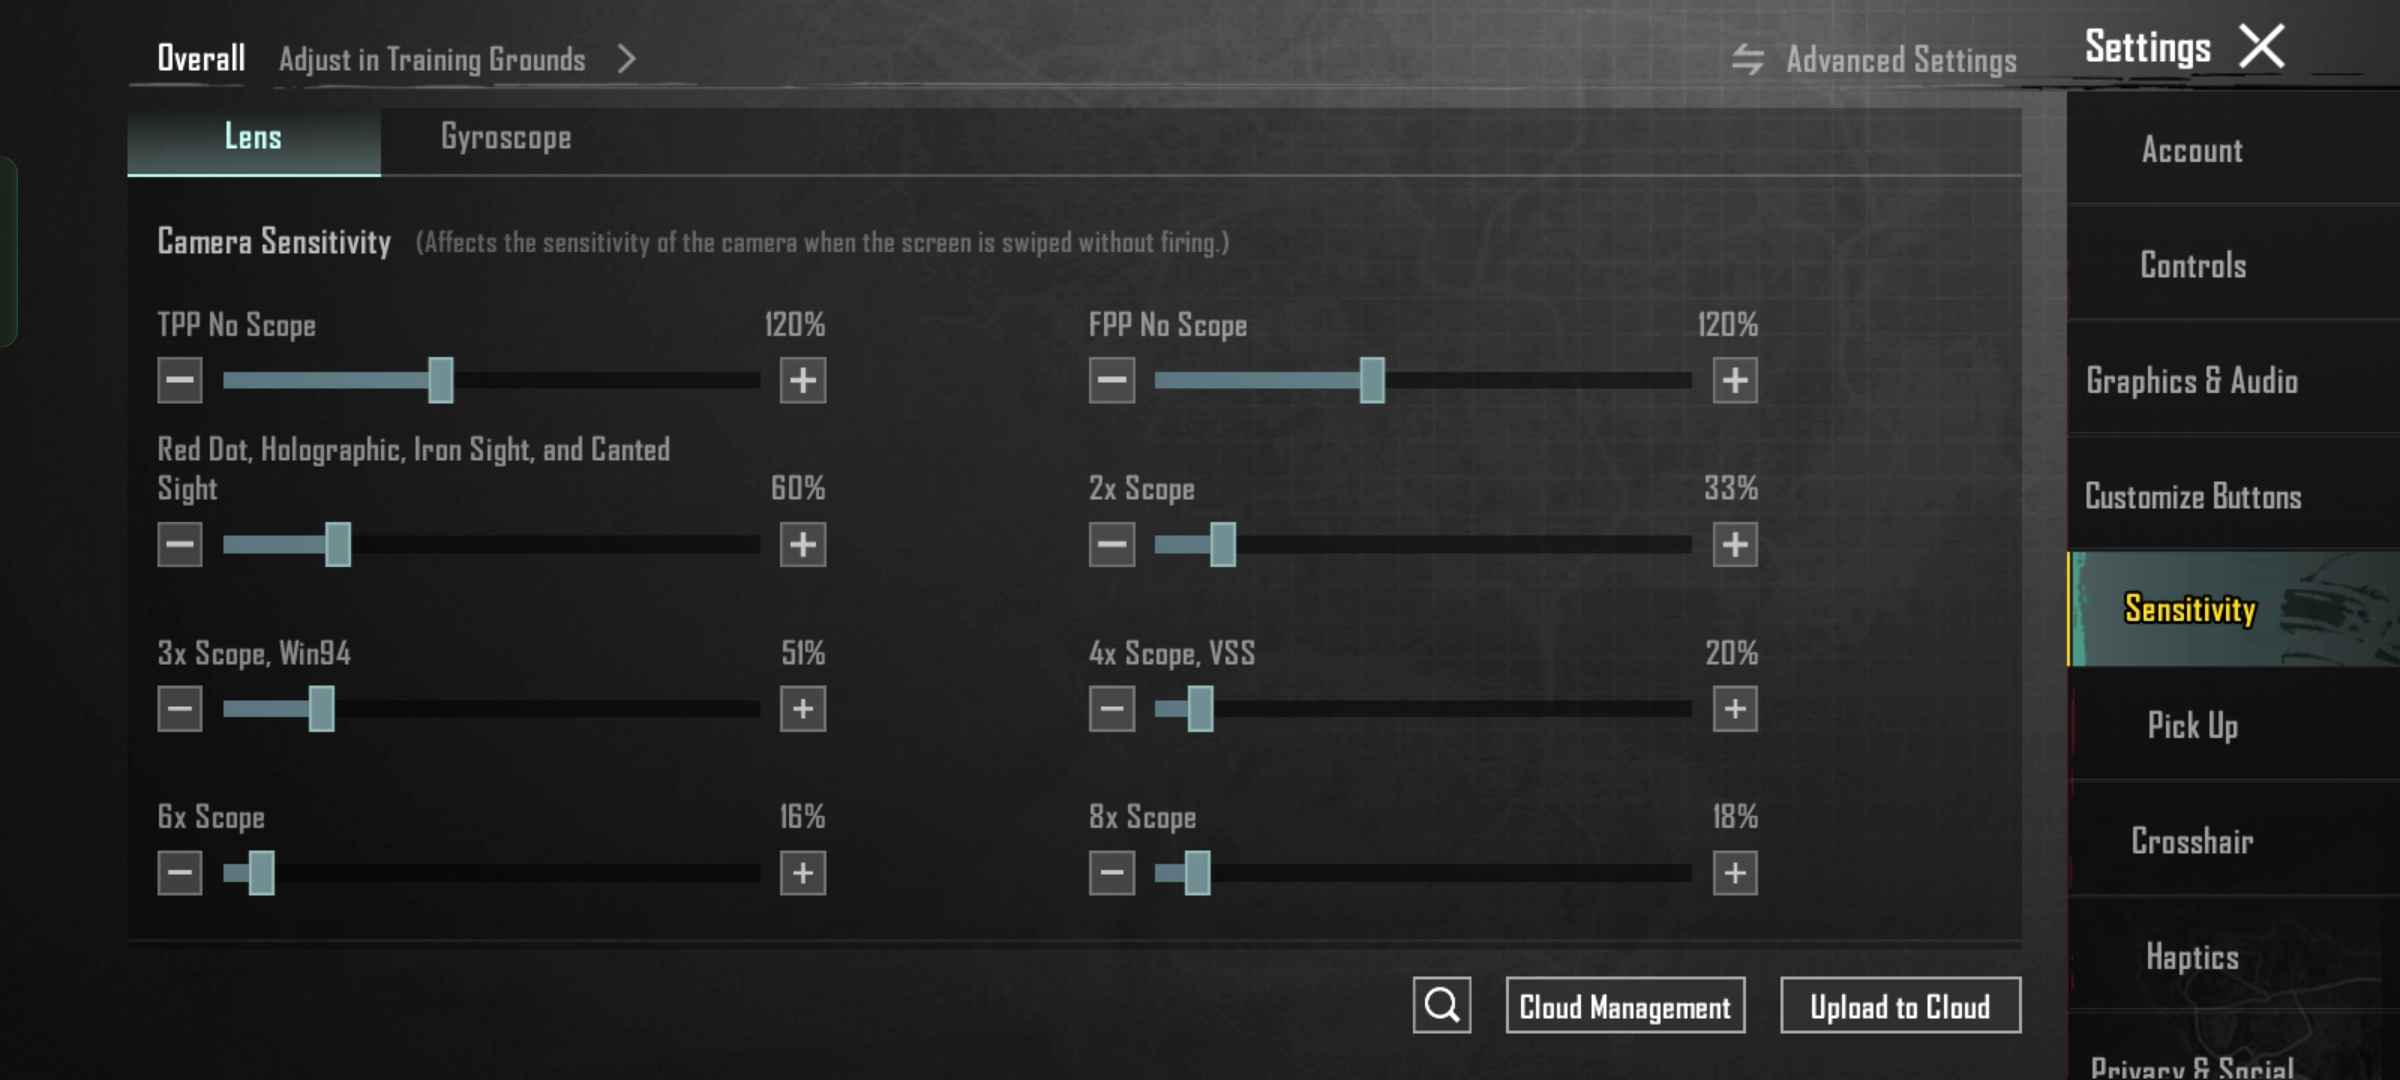 Overall
Adjust in Training Grounds
Advanced Settings
Settings
Lens
Gyroscope
Camera Sensitivity (Affects the sensitivity of the camera when the screen is swiped without firing.)
TPP No Scope 120%
FPP No Scope 120%
Red Dot, Holographic, Iron Sight, and Canted
Sight 60%
2x Scope 33%
3x Scope, Win94 51%
4x Scope, VSS 20%
6x Scope 16%
8x Scope 18%
Cloud Management
Upload to Cloud
Account
Controls
Graphics & Audio
Customize Buttons
Sensitivity
Pick Up
Crosshair
Haptics
Privacy & Social